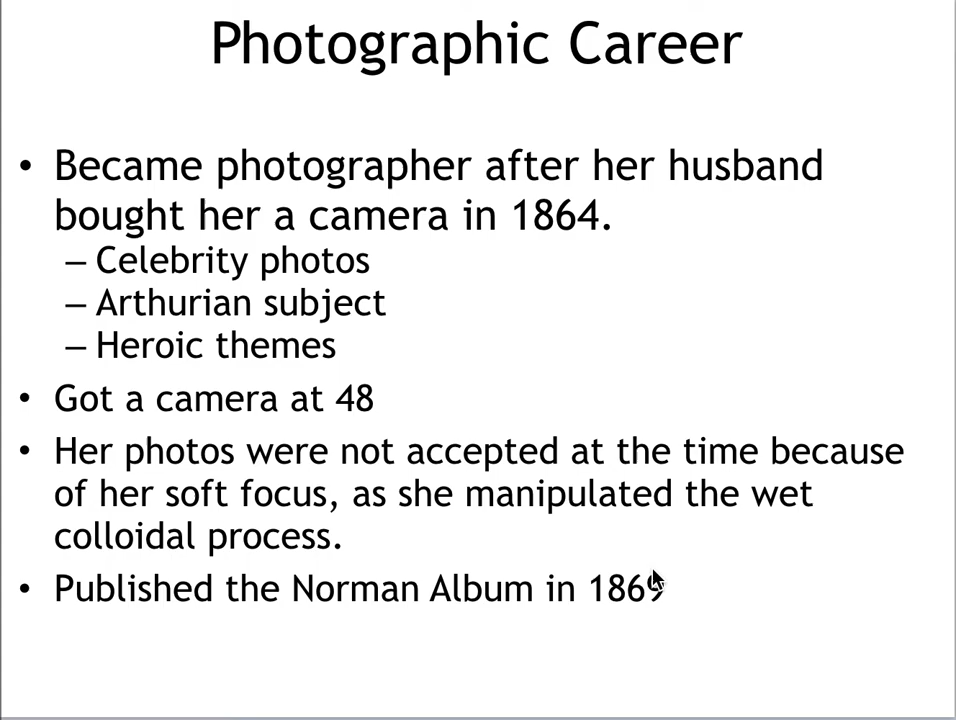 Photographic Career
• Became photographer after her husband
bought her a camera in 1864.
– Celebrity photos
– Arthurian subject
– Heroic themes
• Got a camera at 48
• Her photos were not accepted at the time because
of her soft focus, as she manipulated the wet
colloidal process.
• Published the Norman Album in 1869